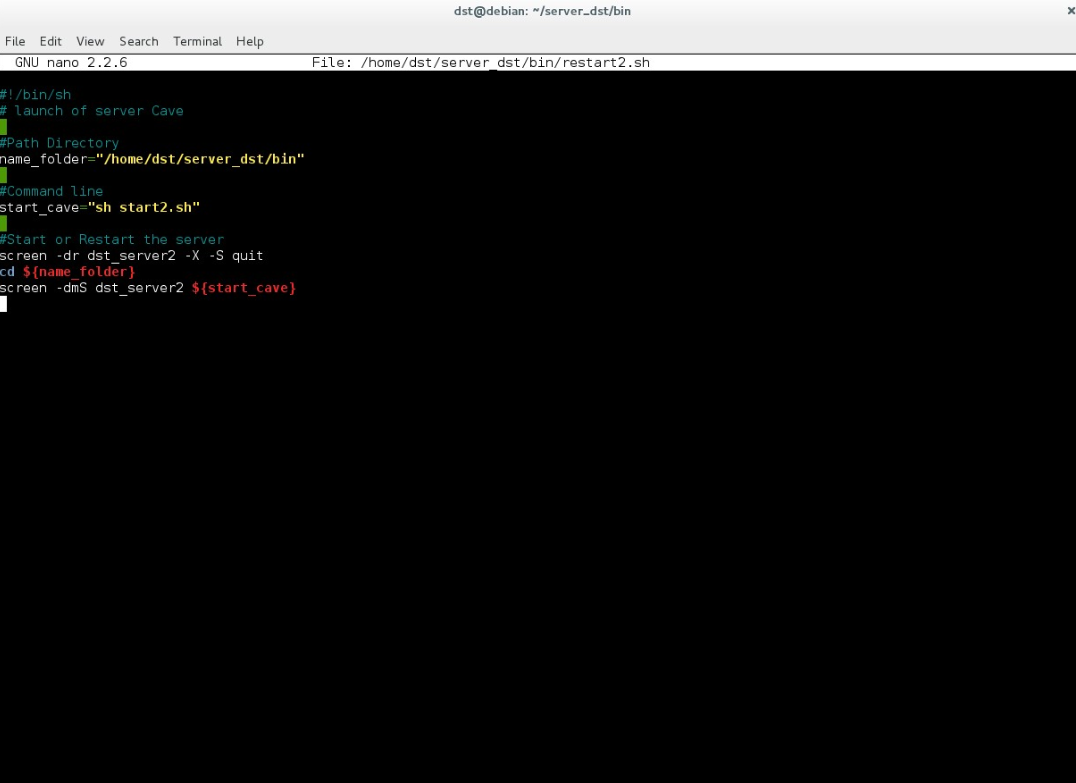 dst@debian: ~/server_dst/bin
×
File Edit View Search Terminal Help
GNU nano 2.2.6 File: /home/dst/server_dst/bin/restart2.sh
#!/bin/sh
# launch of server Cave
#Path Directory
name_folder="/home/dst/server_dst/bin"
#Command line
start_cave="sh start2.sh"
#Start or Restart the server
screen -dr dst_server2 -X -S quit
cd ${name_folder}
screen -dmS dst_server2 ${start_cave}